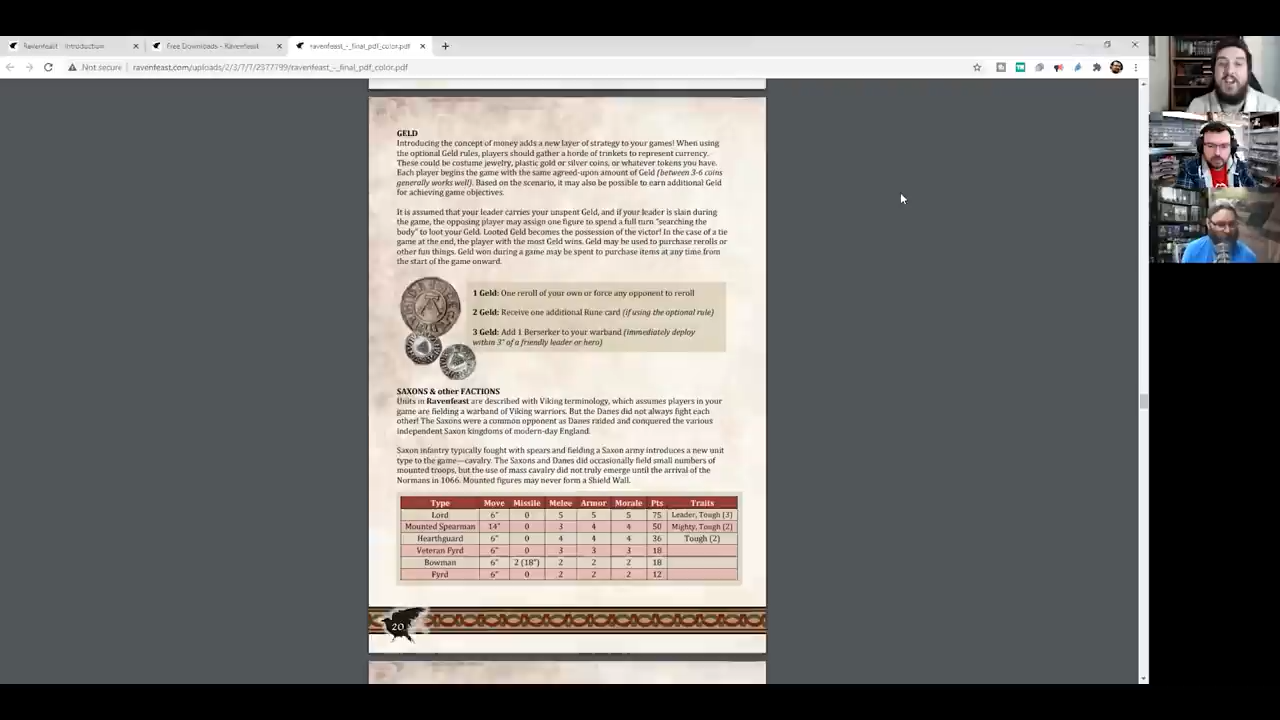 Ravenfeast - Introduction
Free Downloads - Ravenfeast
ravenfeast_-_final_pdf_color.pdf
Not secure
ravenfeast.com/uploads/2/3/7/7/2377799/ravenfeast_-_final_pdf_color.pdf
GELD
Introducing the concept of money adds a new layer of strategy to your games! When using
the optional Geld rules, players should gather a horde of trinkets to represent currency.
These could be costume jewelry, plastic gold or silver coins, or whatever tokens you have.
Each player begins the game with the same agreed-upon amount of Geld (between 3-6 coins
generally works well). Based on the scenario, it may also be possible to earn additional Geld
for achieving game objectives.
It is assumed that your leader carries your unspent Geld, and if your leader is slain during
the game, the opposing player may assign one figure to spend a full turn "searching the
body" to loot your Geld. Looted Geld becomes the possession of the victor! In the case of a tie
game at the end, the player with the most Geld wins. Geld may be used to purchase rerolls or
other fun things. Geld won during a game may be spent to purchase items at any time from
the start of the game onward.
1 Geld: One reroll of your own or force any opponent to reroll
2 Geld: Receive one additional Rune card (if using the optional rule)
3 Geld: Add 1 Berserker to your warband (immediately deploy
within 3" of a friendly leader or hero)
SAXONS & other FACTIONS
Units in Ravenfeast are described with Viking terminology, which assumes players in your
game are fielding a warband of Viking warriors. But the Danes did not always fight each
other! The Saxons were a common opponent as Danes raided and conquered the various
independent Saxon kingdoms of modern-day England.
Saxon infantry typically fought with spears and fielding a Saxon army introduces a new unit
type to the game—cavalry. The Saxons and Danes did occasionally field small numbers of
mounted troops, but the use of mass cavalry did not truly emerge until the arrival of the
Normans in 1066. Mounted figures may never form a Shield Wall.
Type Move Missile Melee Armor Morale Pts Traits
Lord 6" 0 5 5 5 75 Leader, Tough (3)
Mounted Spearman 14" 0 3 4 4 50 Mighty, Tough (2)
Hearthguard 6" 0 4 4 4 36 Tough (2)
Veteran Fyrd 6" 0 3 3 3 18
Bowman 6" 2 (18") 2 2 2 18
Fyrd 6" 0 2 2 2 12
20